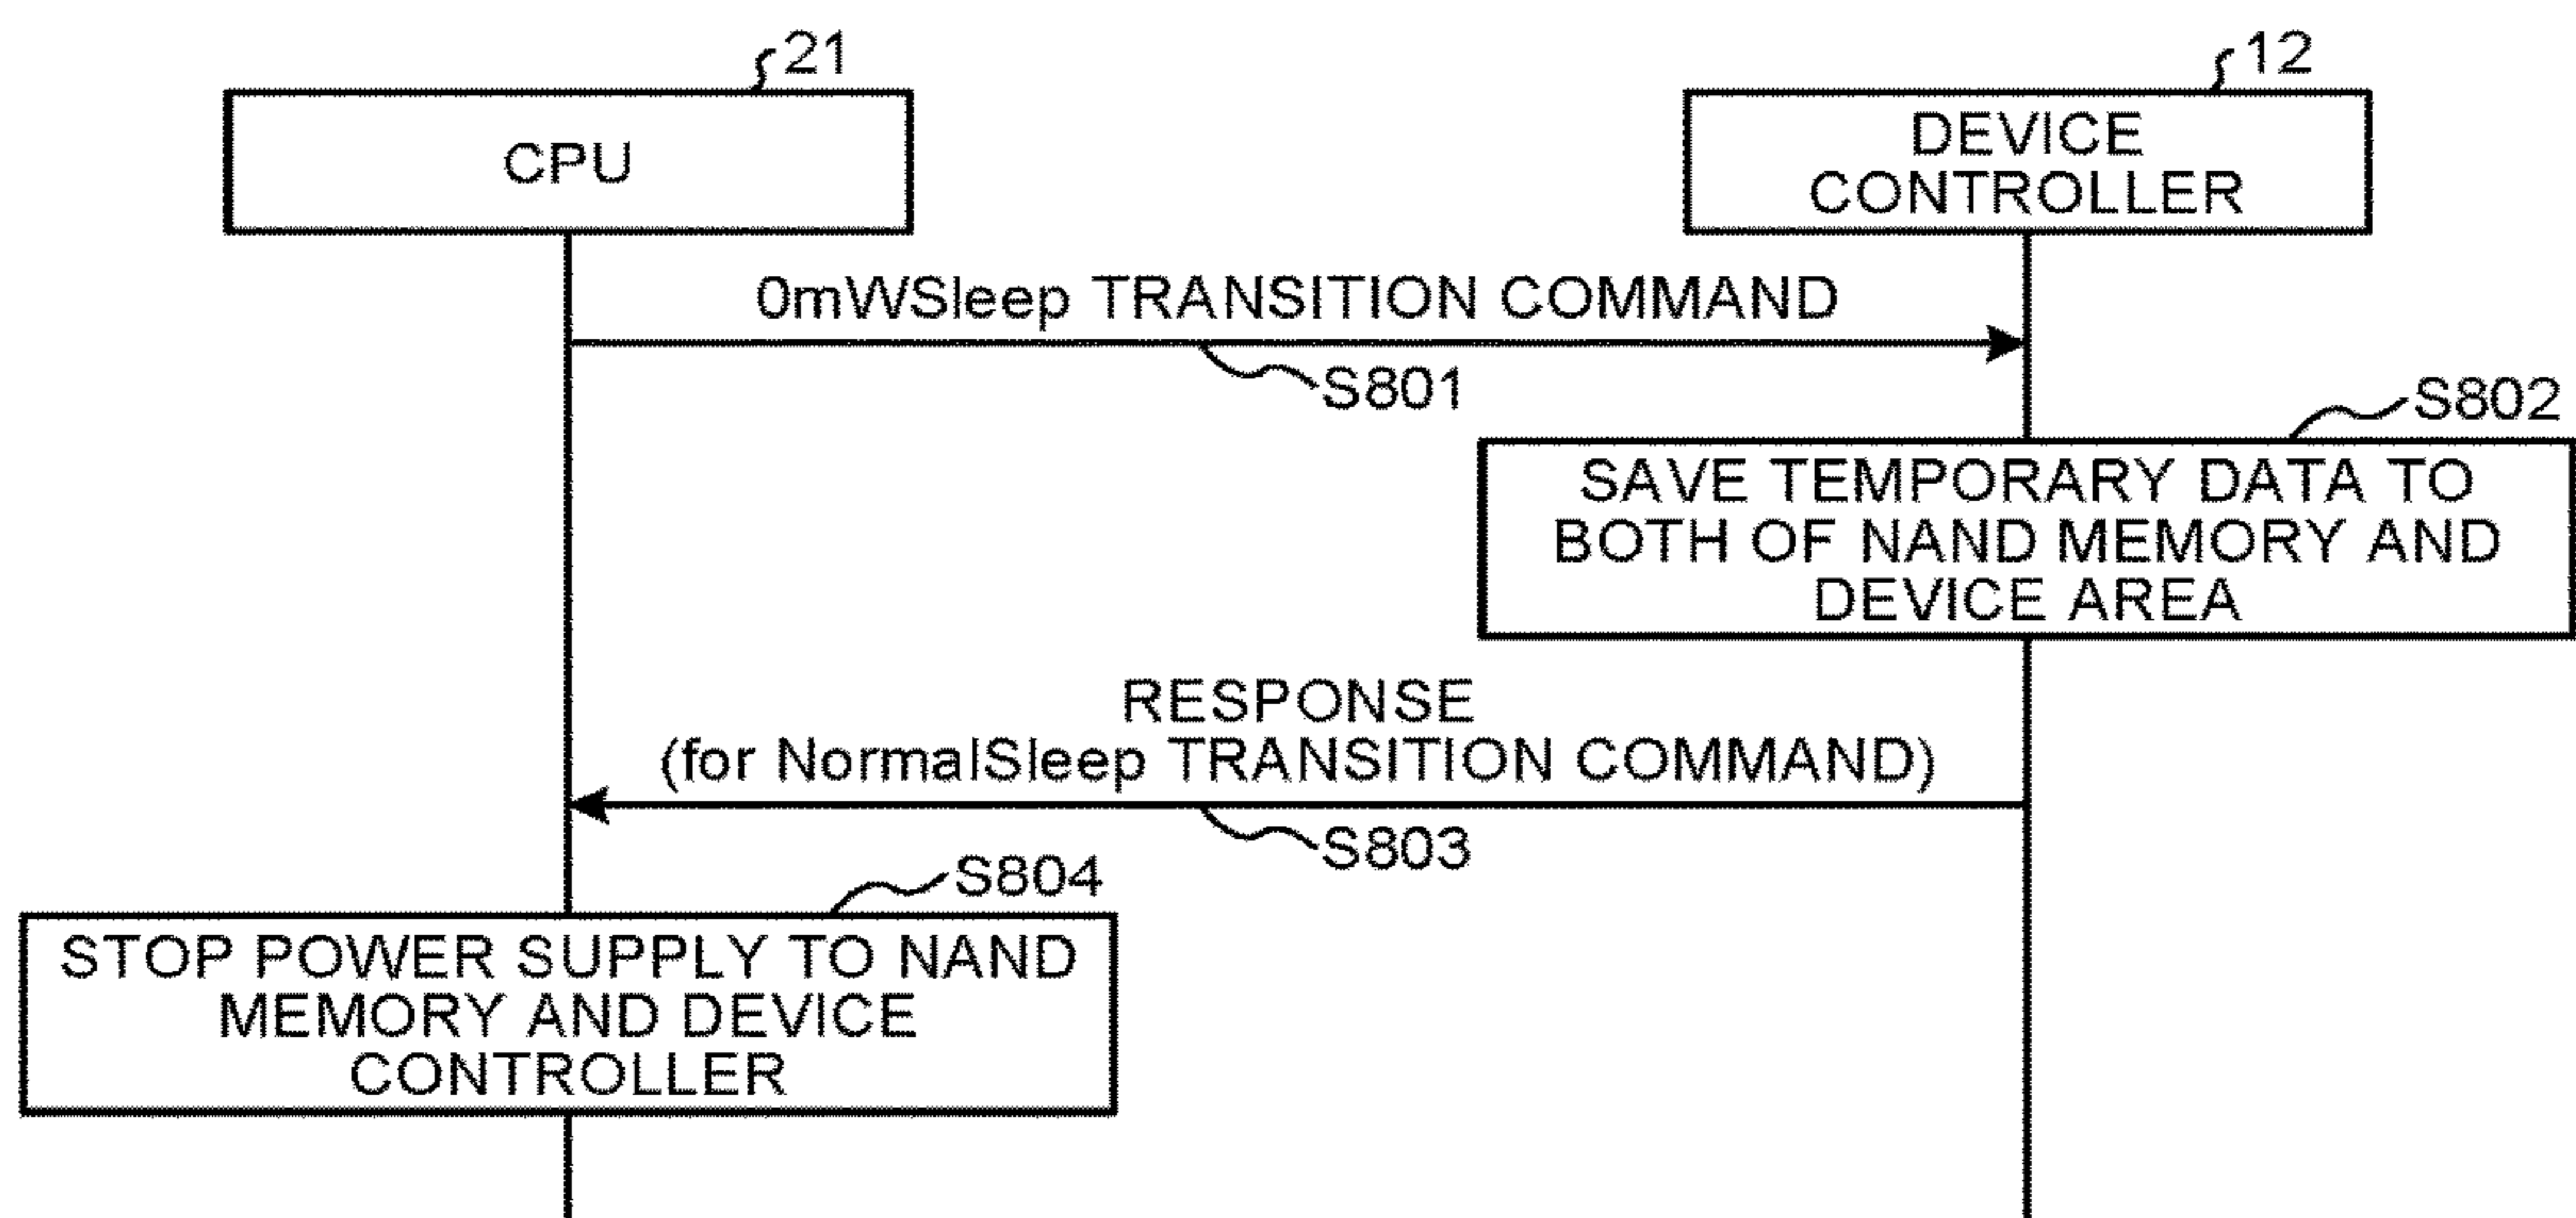 21
CPU
12
DEVICE
CONTROLLER
0mWSleep TRANSITION COMMAND
S801
S802
SAVE TEMPORARY DATA TO
BOTH OF NAND MEMORY AND
DEVICE AREA
RESPONSE
(for NormalSleep TRANSITION COMMAND)
S803
S804
STOP POWER SUPPLY TO NAND
MEMORY AND DEVICE
CONTROLLER